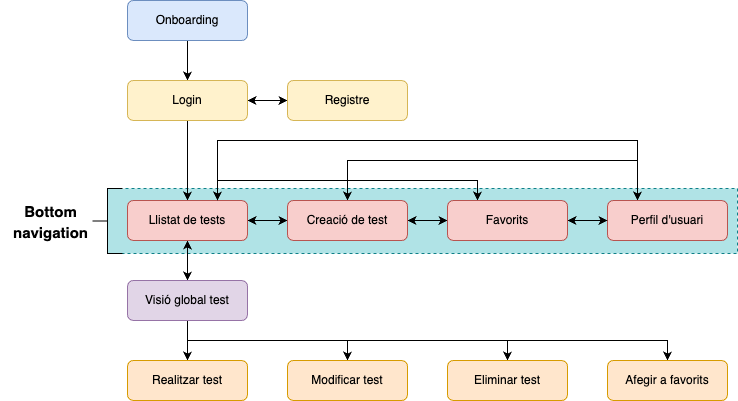 Onboarding
Login
Registre
Bottom
navigation
Llistat de tests
Creació de test
Favorits
Perfil d'usuari
Visió global test
Realitzar test
Modificar test
Eliminar test
Afegir a favorits